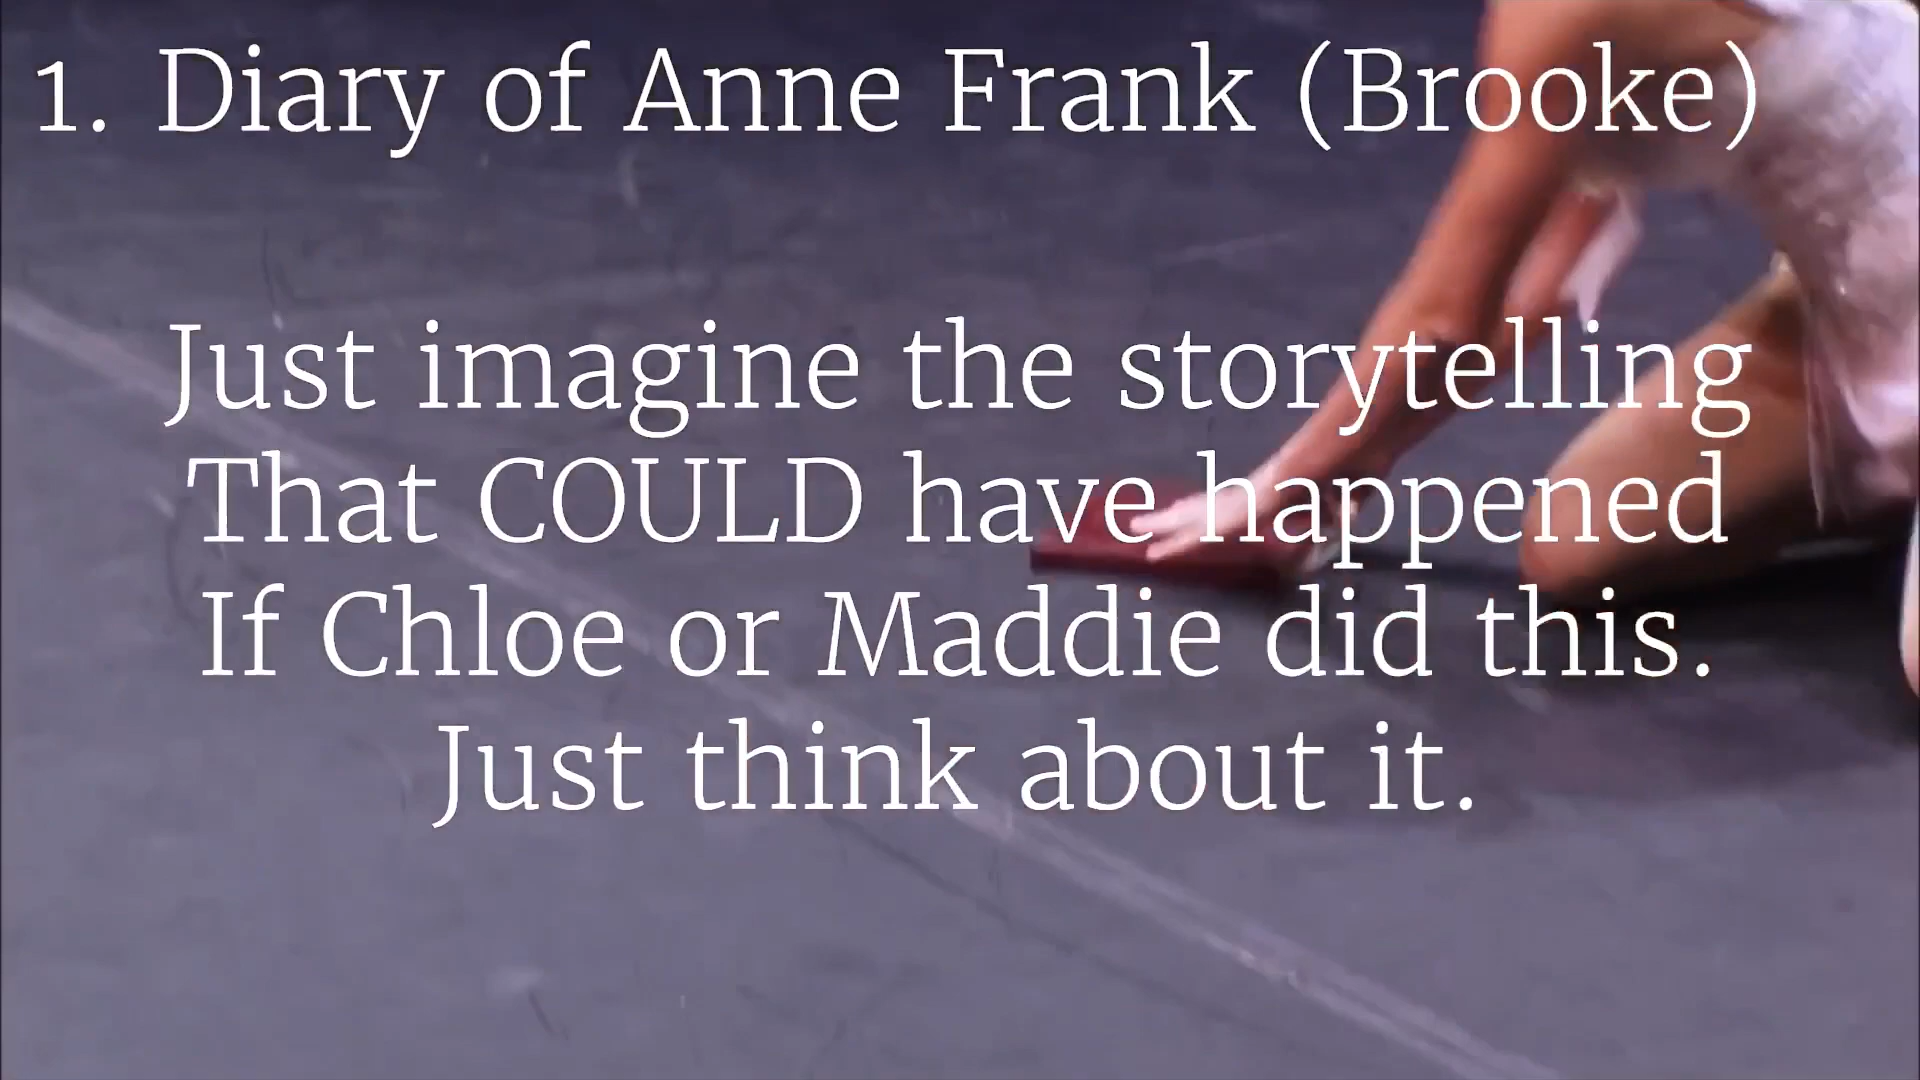 1. Diary of Anne Frank (Brooke)
Just imagine the storytelling
That COULD have happened
If Chloe or Maddie did this.
Just think about it.